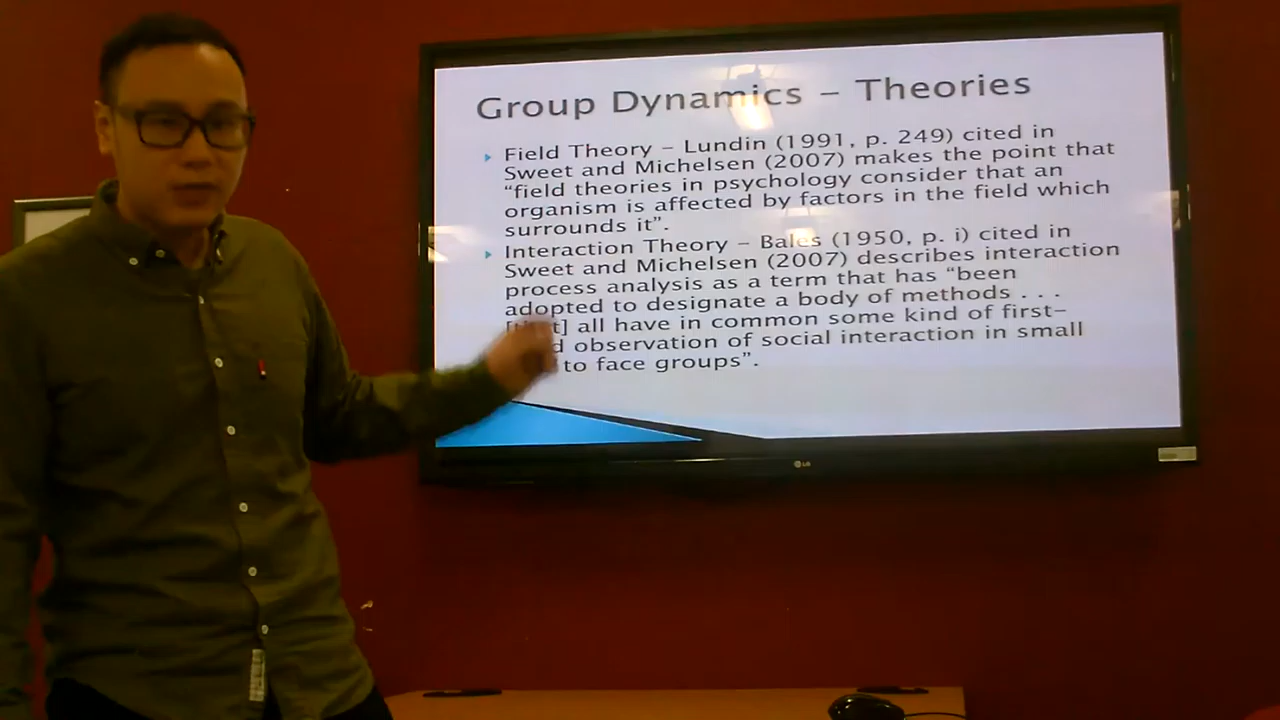 Group Dynamics – Theories
Field Theory – Lundin (1991, p. 249) cited in
Sweet and Michelsen (2007) makes the point that
“field theories in psychology consider that an
organism is affected by factors in the field which
surrounds it”.
Interaction Theory – Bales (1950, p. i) cited in
Sweet and Michelsen (2007) describes interaction
process analysis as a term that has “been
adopted to designate a body of methods . . .
all have in common some kind of first–
observation of social interaction in small
to face groups”.
LG